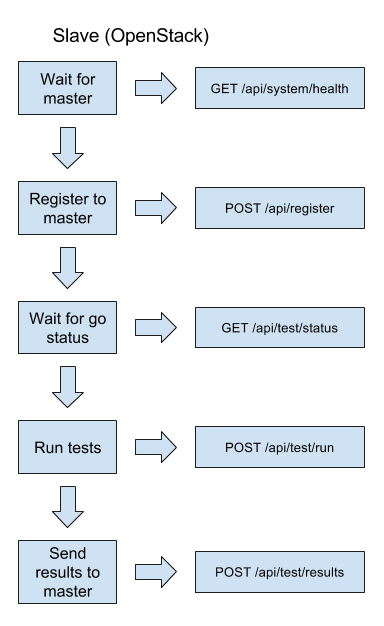 Slave (OpenStack)
Wait for
master
GET /api/system/health
Register to
master
POST /api/register
Wait for go
status
GET /api/test/status
Run tests
POST /api/test/run
Send
results to
master
POST /api/test/results